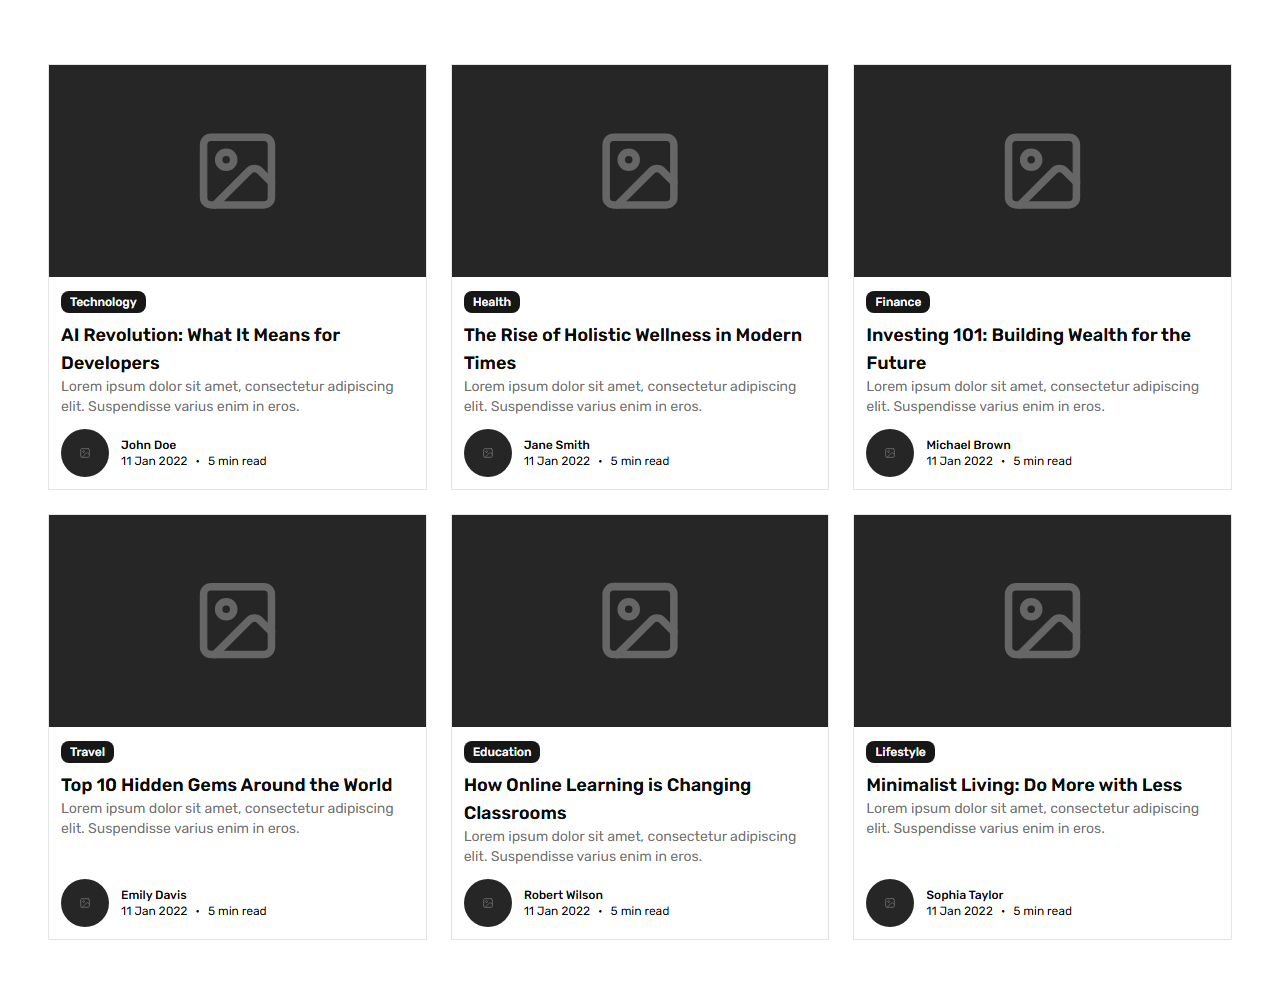 Technology
AI Revolution: What It Means for
Developers
Lorem ipsum dolor sit amet, consectetur adipiscing
elit. Suspendisse varius enim in eros.
John Doe
11 Jan 2022 • 5 min read
Health
The Rise of Holistic Wellness in Modern
Times
Lorem ipsum dolor sit amet, consectetur adipiscing
elit. Suspendisse varius enim in eros.
Jane Smith
11 Jan 2022 • 5 min read
Finance
Investing 101: Building Wealth for the
Future
Lorem ipsum dolor sit amet, consectetur adipiscing
elit. Suspendisse varius enim in eros.
Michael Brown
11 Jan 2022 • 5 min read
Travel
Top 10 Hidden Gems Around the World
Lorem ipsum dolor sit amet, consectetur adipiscing
elit. Suspendisse varius enim in eros.
Emily Davis
11 Jan 2022 • 5 min read
Education
How Online Learning is Changing
Classrooms
Lorem ipsum dolor sit amet, consectetur adipiscing
elit. Suspendisse varius enim in eros.
Robert Wilson
11 Jan 2022 • 5 min read
Lifestyle
Minimalist Living: Do More with Less
Lorem ipsum dolor sit amet, consectetur adipiscing
elit. Suspendisse varius enim in eros.
Sophia Taylor
11 Jan 2022 • 5 min read